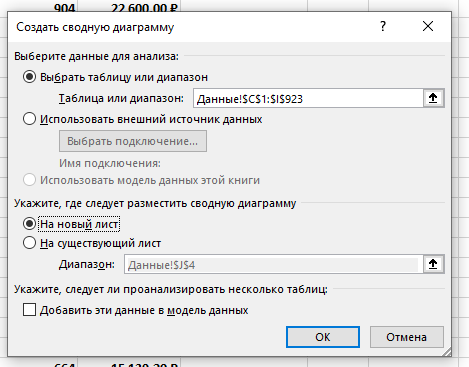 904 22 600.00 ₽
Создать сводную диаграмму ? ×
Выберите данные для анализа:
Выбрать таблицу или диапазон
Таблица или диапазон: Данные!$C$1:$I$923
Использовать внешний источник данных
Выбрать подключение...
Имя подключения:
Использовать модель данных этой книги
Укажите, где следует разместить сводную диаграмму
На новый лист
На существующий лист
Диапазон: Данные!$J$4
Укажите, следует ли проанализировать несколько таблиц:
Добавить эти данные в модель данных
ОК Отмена